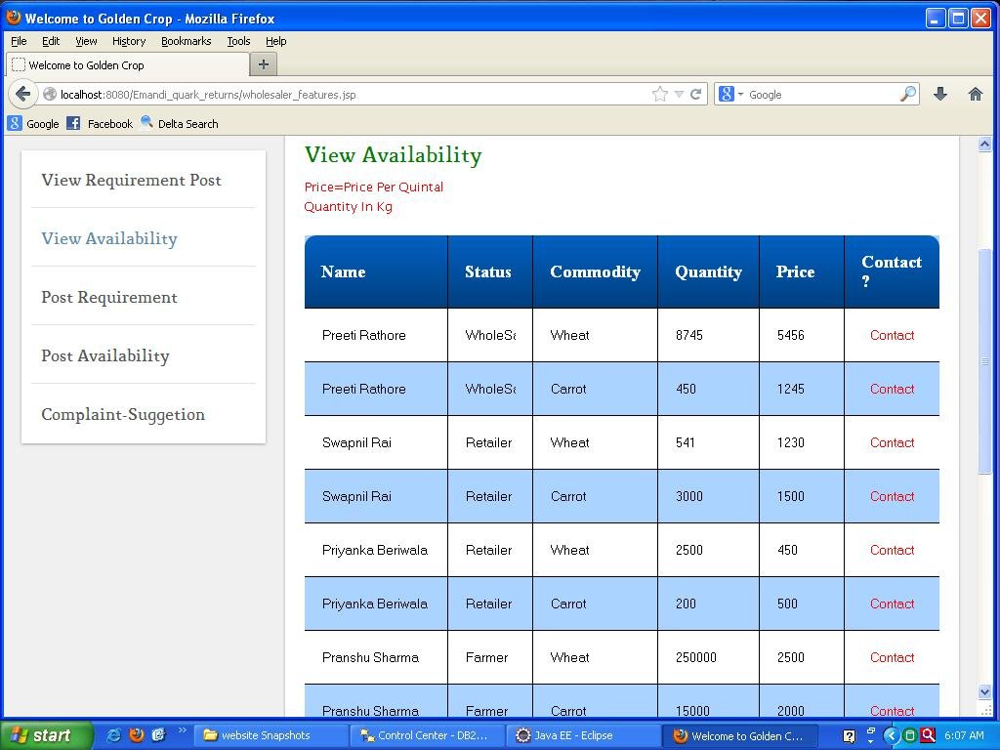 Welcome to Golden Crop - Mozilla Firefox
File Edit View History Bookmarks Tools Help
Welcome to Golden Crop
localhost:8080/Emandi_quark_returns/wholesaler_features.jsp
Google
Google Facebook Delta Search
View Requirement Post
View Availability
Post Requirement
Post Availability
Complaint-Suggetion
View Availability
Price=Price Per Quintal
Quantity In Kg
Name Status Commodity Quantity Price Contact ?
Preeti Rathore WholeSa Wheat 8745 5456 Contact
Preeti Rathore WholeSa Carrot 450 1245 Contact
Swapnil Rai Retailer Wheat 541 1230 Contact
Swapnil Rai Retailer Carrot 3000 1500 Contact
Priyanka Beriwala Retailer Wheat 2500 450 Contact
Priyanka Beriwala Retailer Carrot 200 500 Contact
Pranshu Sharma Farmer Wheat 250000 2500 Contact
Pranshu Sharma Farmer Carrot 15000 2000 Contact
start website Snapshots Control Center - DB2... Java EE - Eclipse Welcome to Golden C... 6:07 AM